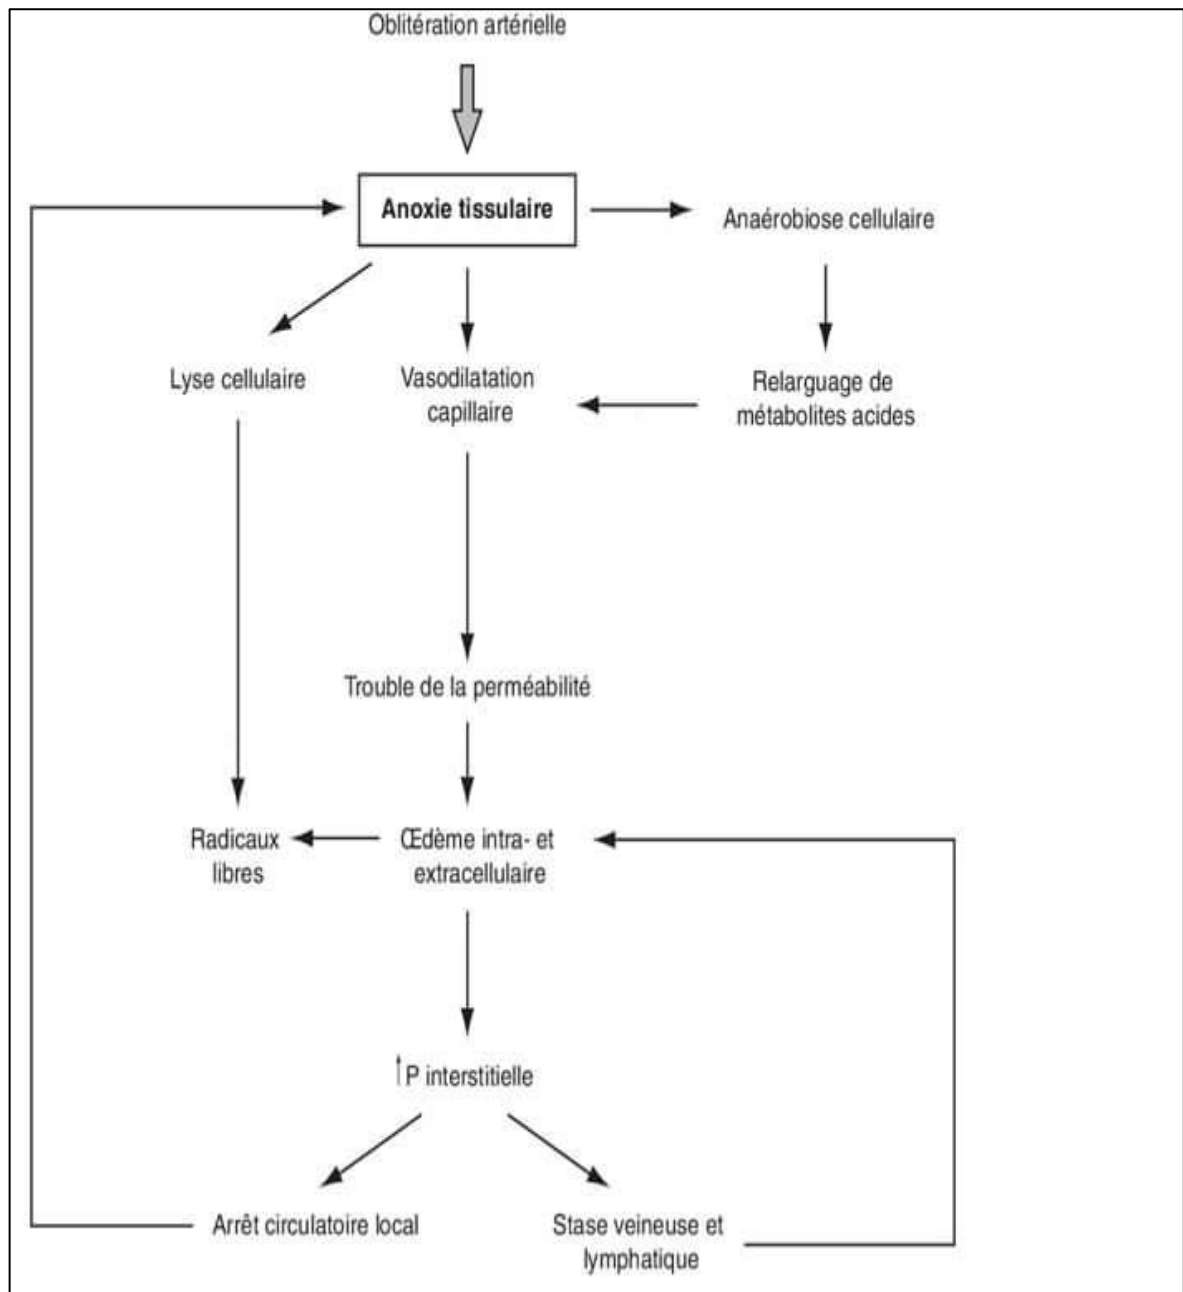 Oblitération artérielle
Anoxie tissulaire
Anaérobiose cellulaire
Lyse cellulaire
Vasodilatation
capillaire
Relarguage de
métabolites acides
Trouble de la perméabilité
Radicaux
libres
Œdème intra- et
extracellulaire
↑P interstitielle
Arrêt circulatoire local
Stase veineuse et
lymphatique